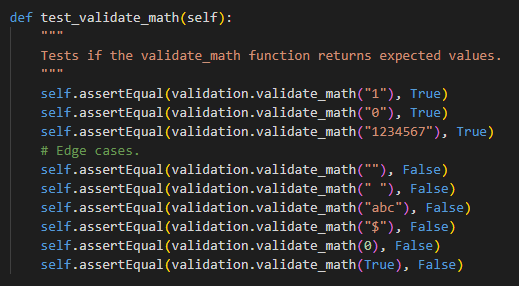 def test_validate_math(self):
"""
Tests if the validate_math function returns expected values.
"""
self.assertEqual(validation.validate_math("1"), True)
self.assertEqual(validation.validate_math("0"), True)
self.assertEqual(validation.validate_math("1234567"), True)
# Edge cases.
self.assertEqual(validation.validate_math(""), False)
self.assertEqual(validation.validate_math(" "), False)
self.assertEqual(validation.validate_math("abc"), False)
self.assertEqual(validation.validate_math("$"), False)
self.assertEqual(validation.validate_math(0), False)
self.assertEqual(validation.validate_math(True), False)